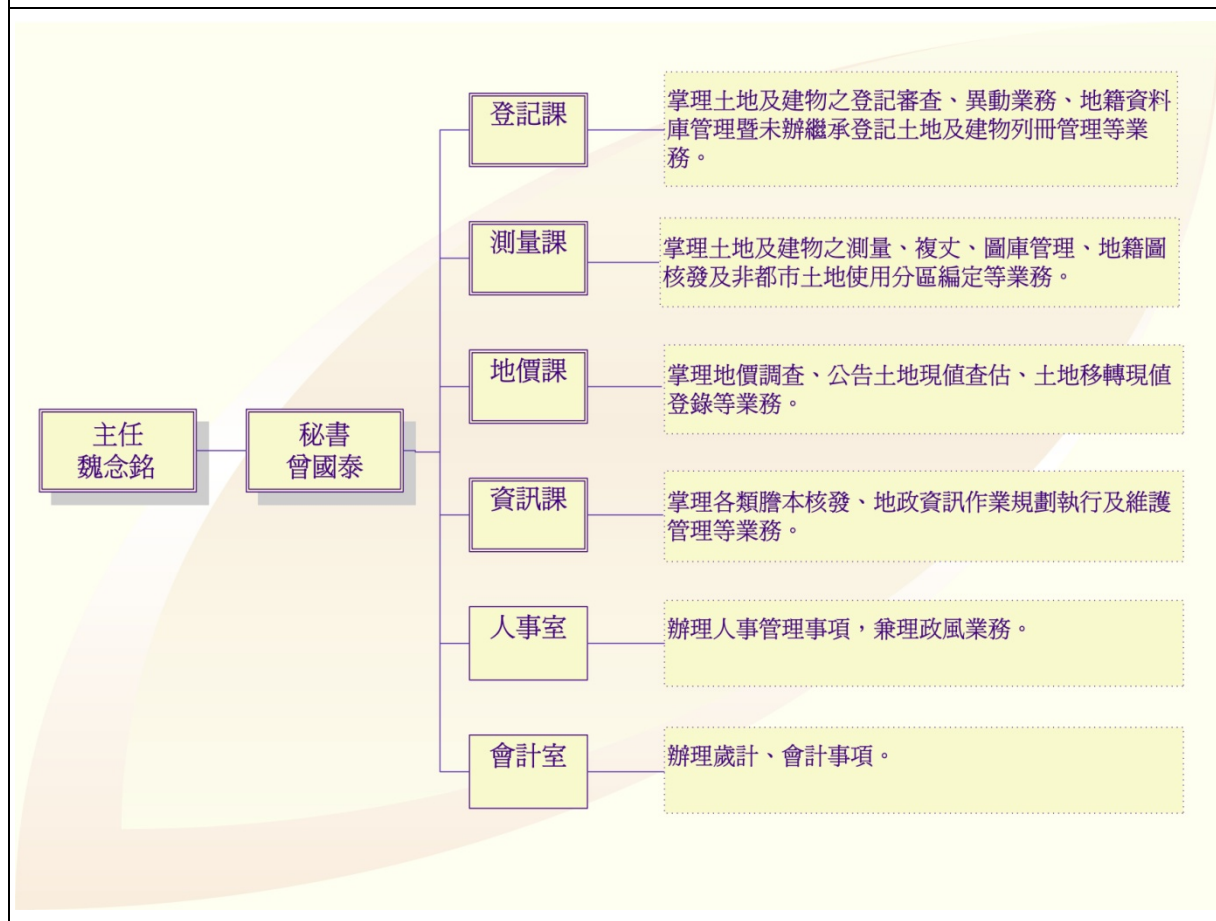 登記課
掌理土地及建物之登記審查、異動業務、地籍資料
庫管理暨未辦繼承登記土地及建物列冊管理等業
務。
測量課
掌理土地及建物之測量、複丈、圖庫管理、地籍圖
核發及非都市土地使用分區編定等業務。
地價課
掌理地價調查、公告土地現值查估、土地移轉現值
登錄等業務。
主任
魏念銘
秘書
曾國泰
資訊課
掌理各類謄本核發、地政資訊作業規劃執行及維護
管理等業務。
人事室
辦理人事管理事項，兼理政風業務。
會計室
辦理歲計、會計事項。